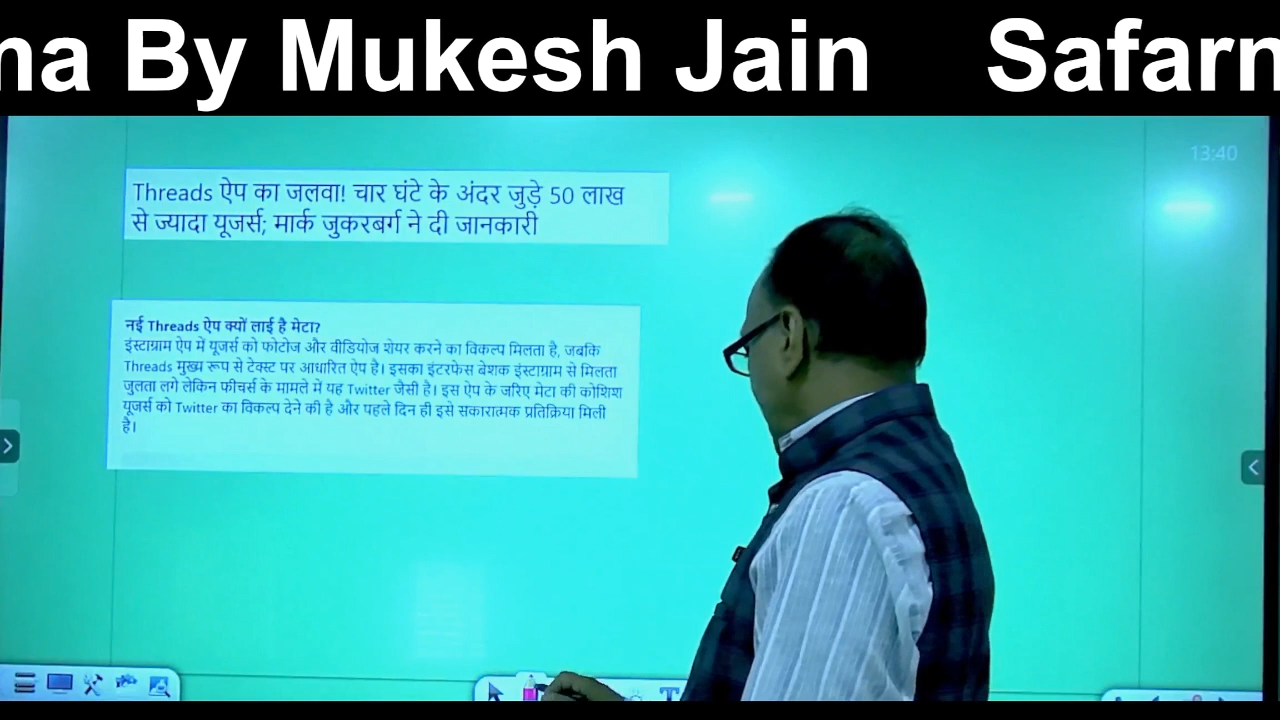 na By Mukesh Jain Safarn
13:40
Threads ऐप का जलवा! चार घंटे के अंदर जुड़े 50 लाख
से ज्यादा यूजर्स; मार्क जुकरबर्ग ने दी जानकारी
नई Threads ऐप क्यों लाई है मेटा?
इंस्टाग्राम ऐप में यूजर्स को फोटोज और वीडियोज शेयर करने का विकल्प मिलता है, जबकि
Threads मुख्य रूप से टेक्स्ट पर आधारित ऐप है। इसका इंटरफेस बेशक इंस्टाग्राम से मिलता
जुलता लगे लेकिन फीचर्स के मामले में यह Twitter जैसी है। इस ऐप के जरिए मेटा की कोशिश
यूजर्स को Twitter का विकल्प देने की है और पहले दिन ही इसे सकारात्मक प्रतिक्रिया मिली
है।
T